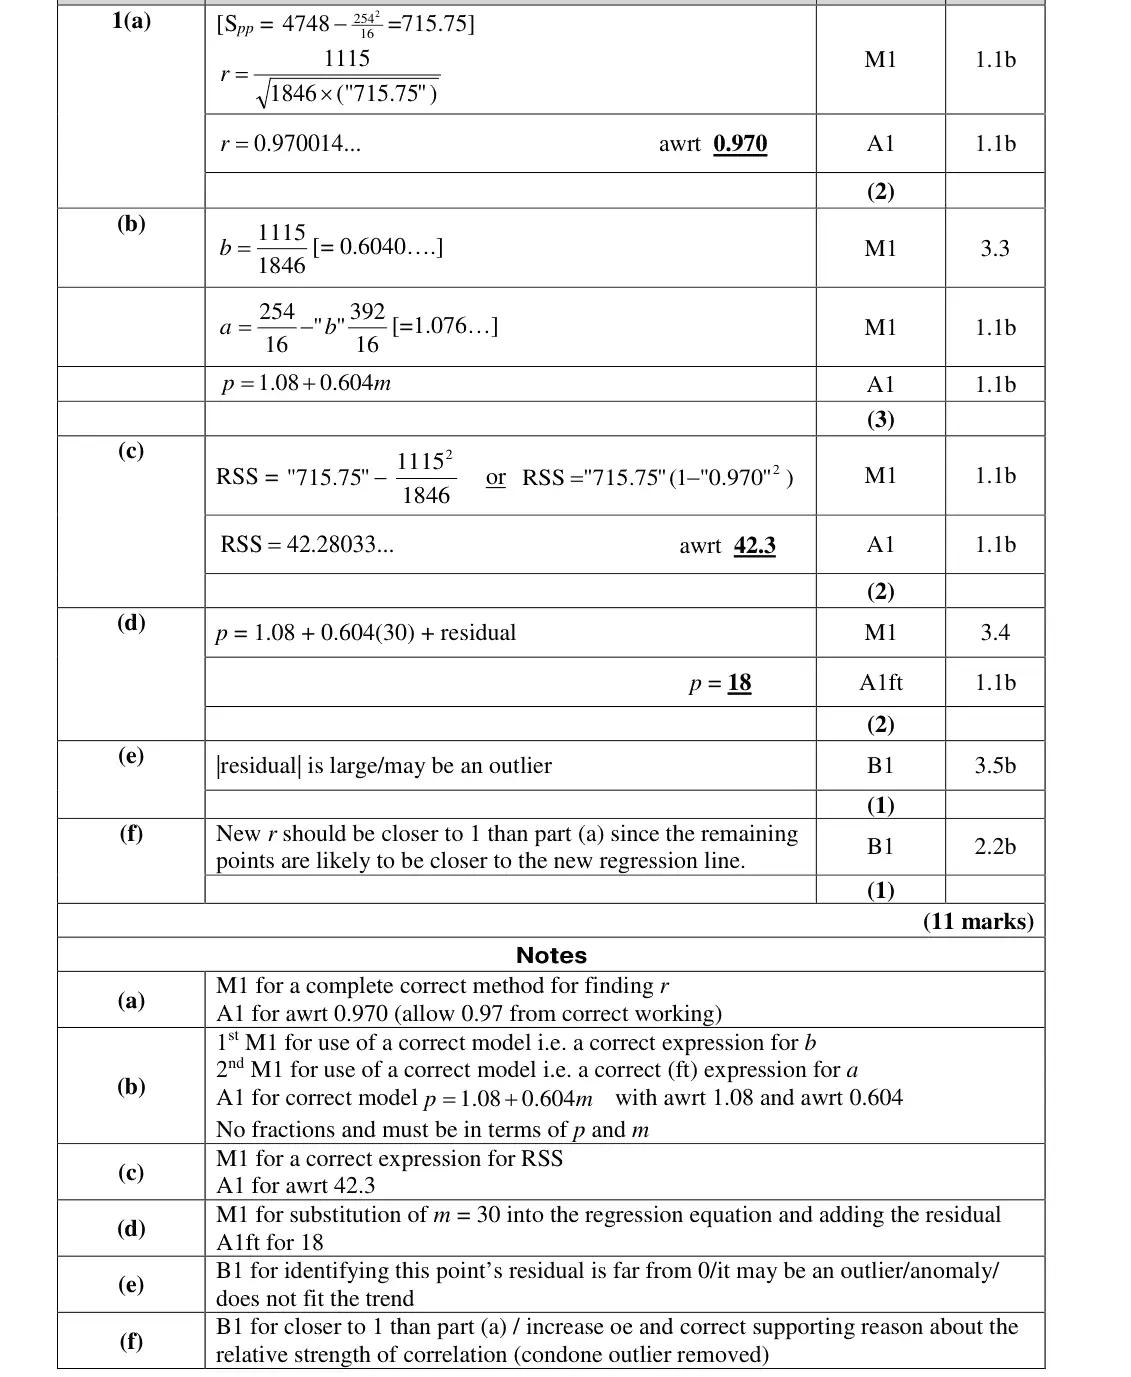 1(a) [Spp = 4748 – 254²/16 =715.75]
r = 1115/√(1846 × ("715.75")) M1 1.1b
r = 0.970014... awrt 0.970 A1 1.1b
(2)
(b) b = 1115/1846 [= 0.6040….] M1 3.3
a = 254/16 –"b" 392/16 [=1.076…] M1 1.1b
p = 1.08 + 0.604m A1 1.1b
(3)
(c) RSS = "715.75" – 1115²/1846 or RSS ="715.75"(1–"0.970"²) M1 1.1b
RSS = 42.28033... awrt 42.3 A1 1.1b
(2)
(d) p = 1.08 + 0.604(30) + residual M1 3.4
p = 18 A1ft 1.1b
(2)
(e) |residual| is large/may be an outlier B1 3.5b
(1)
(f) New r should be closer to 1 than part (a) since the remaining
points are likely to be closer to the new regression line. B1 2.2b
(1)
(11 marks)
Notes
(a) M1 for a complete correct method for finding r
A1 for awrt 0.970 (allow 0.97 from correct working)
(b) 1st M1 for use of a correct model i.e. a correct expression for b
2nd M1 for use of a correct model i.e. a correct (ft) expression for a
A1 for correct model p = 1.08 + 0.604m with awrt 1.08 and awrt 0.604
No fractions and must be in terms of p and m
(c) M1 for a correct expression for RSS
A1 for awrt 42.3
(d) M1 for substitution of m = 30 into the regression equation and adding the residual
A1ft for 18
(e) B1 for identifying this point's residual is far from 0/it may be an outlier/anomaly/
does not fit the trend
(f) B1 for closer to 1 than part (a) / increase oe and correct supporting reason about the
relative strength of correlation (condone outlier removed)